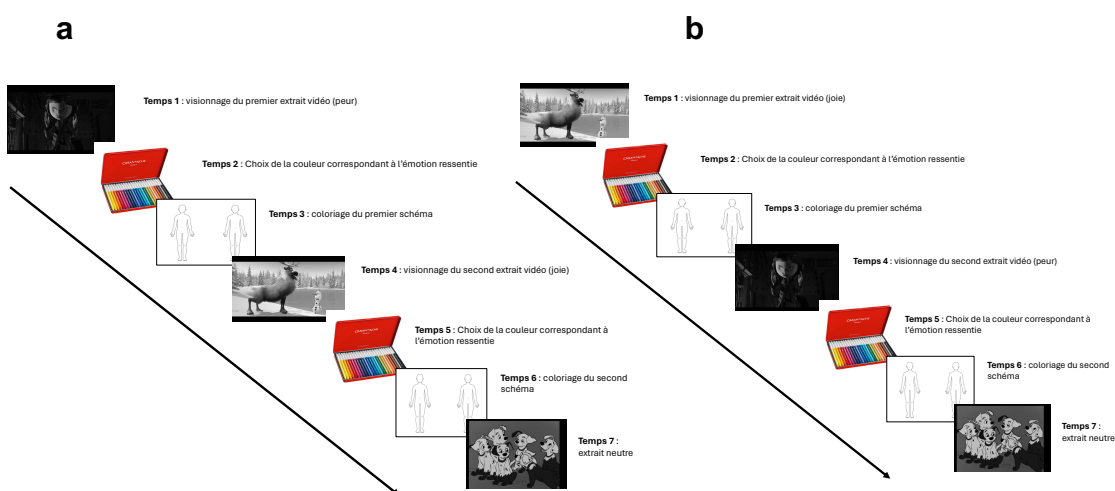 a
Temps 1 : visionnage du premier extrait vidéo (peur)
Temps 2 : Choix de la couleur correspondant à l'émotion ressentie
Temps 3 : coloriage du premier schéma
Temps 4 : visionnage du second extrait vidéo (joie)
Temps 5 : Choix de la couleur correspondant à
l'émotion ressentie
Temps 6 : coloriage du second
schéma
Temps 7 :
extrait neutre
b
Temps 1 : visionnage du premier extrait vidéo (joie)
Temps 2 : Choix de la couleur correspondant à l'émotion ressentie
Temps 3 : coloriage du premier schéma
Temps 4 : visionnage du second extrait vidéo (peur)
Temps 5 : Choix de la couleur correspondant à
l'émotion ressentie
Temps 6 : coloriage du second
schéma
Temps 7 :
extrait neutre